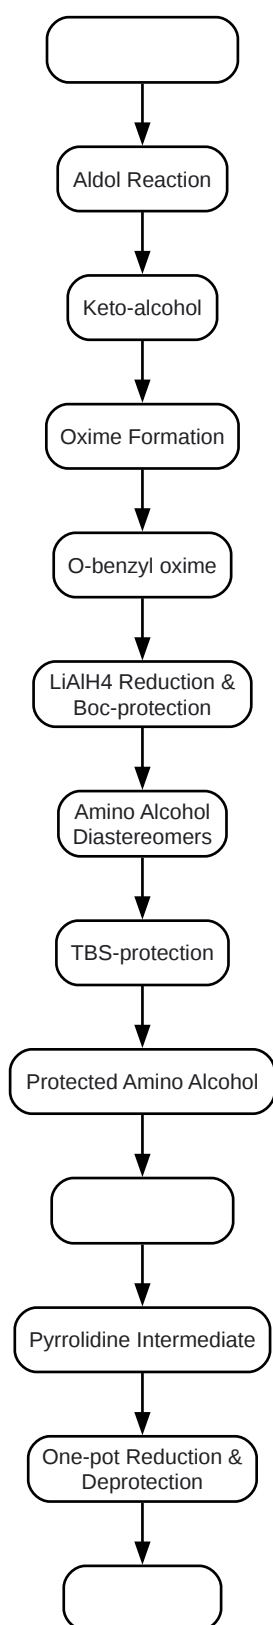 Aldol Reaction
Keto-alcohol
Oxime Formation
O-benzyl oxime
LiAlH4 Reduction &
Boc-protection
Amino Alcohol
Diastereomers
TBS-protection
Protected Amino Alcohol
Pyrrolidine Intermediate
One-pot Reduction &
Deprotection